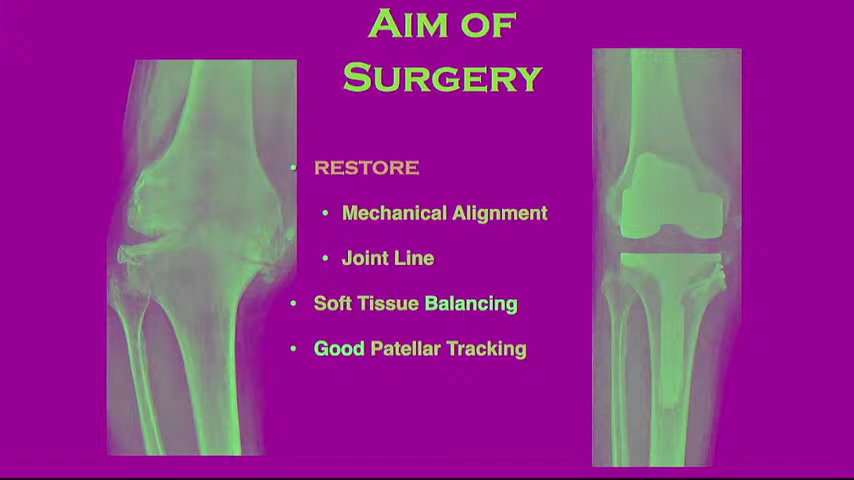 Aim of
Surgery
• RESTORE
• Mechanical Alignment
• Joint Line
• Soft Tissue Balancing
• Good Patellar Tracking